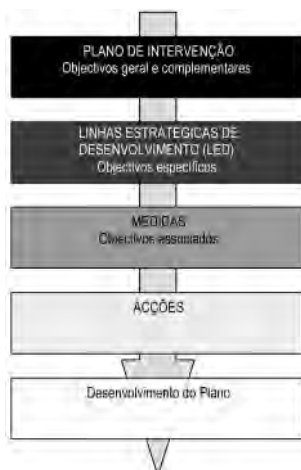 PLANO DE INTERVENÇÃO
Objectivos geral e complementares
LINHAS ESTRATÉGICAS DE
DESENVOLVIMENTO (LED)
Objectivos específicos
MEDIDAS
Objectivos associados
ACÇÕES
Desenvolvimento do Plano